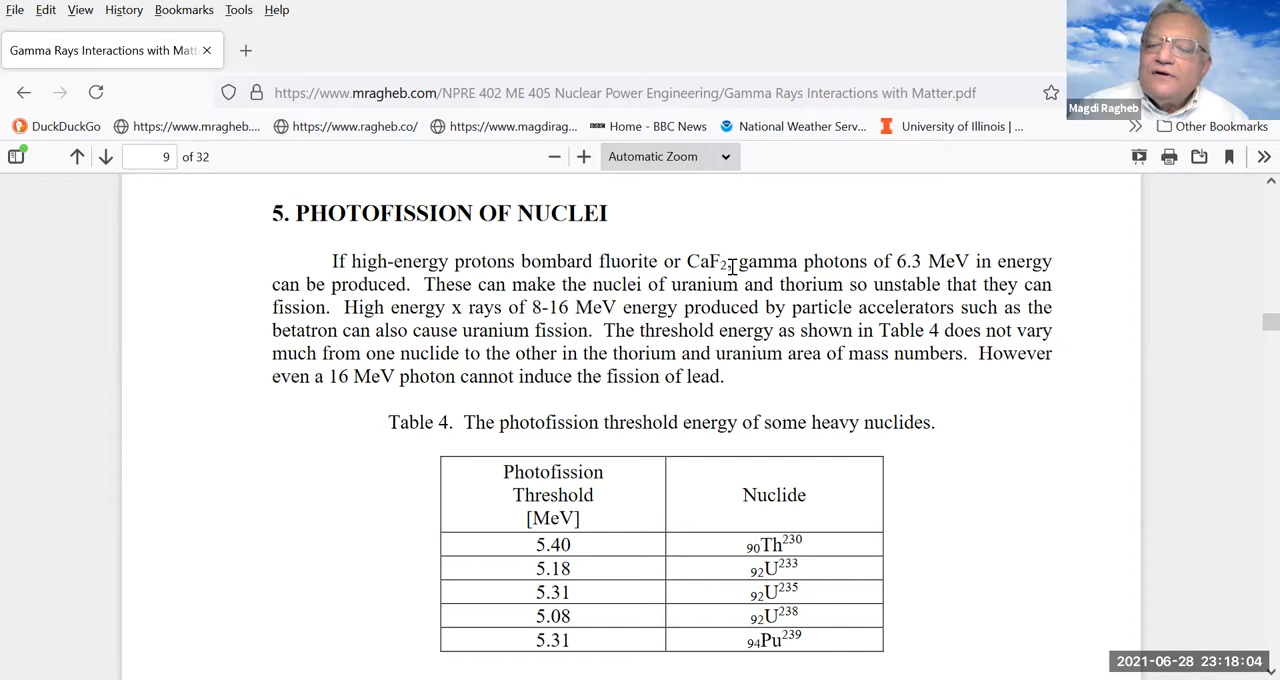 File Edit View History Bookmarks Tools Help
Gamma Rays Interactions with Matt
https://www.mragheb.com/NPRE 402 ME 405 Nuclear Power Engineering/Gamma Rays Interactions with Matter.pdf
Magdi Ragheb
DuckDuckGo https://www.mragheb.... https://www.ragheb.co/ https://www.magdirag... Home - BBC News National Weather Serv... University of Illinois |... Other Bookmarks
9 of 32 Automatic Zoom
5. PHOTOFISSION OF NUCLEI
If high-energy protons bombard fluorite or CaF₂, gamma photons of 6.3 MeV in energy
can be produced. These can make the nuclei of uranium and thorium so unstable that they can
fission. High energy x rays of 8-16 MeV energy produced by particle accelerators such as the
betatron can also cause uranium fission. The threshold energy as shown in Table 4 does not vary
much from one nuclide to the other in the thorium and uranium area of mass numbers. However
even a 16 MeV photon cannot induce the fission of lead.
Table 4. The photofission threshold energy of some heavy nuclides.
Photofission
Threshold
[MeV]
Nuclide
5.40 ₉₀Th²³⁰
5.18 ₉₂U²³³
5.31 ₉₂U²³⁵
5.08 ₉₂U²³⁸
5.31 ₉₄Pu²³⁹
2021-06-28 23:18:04